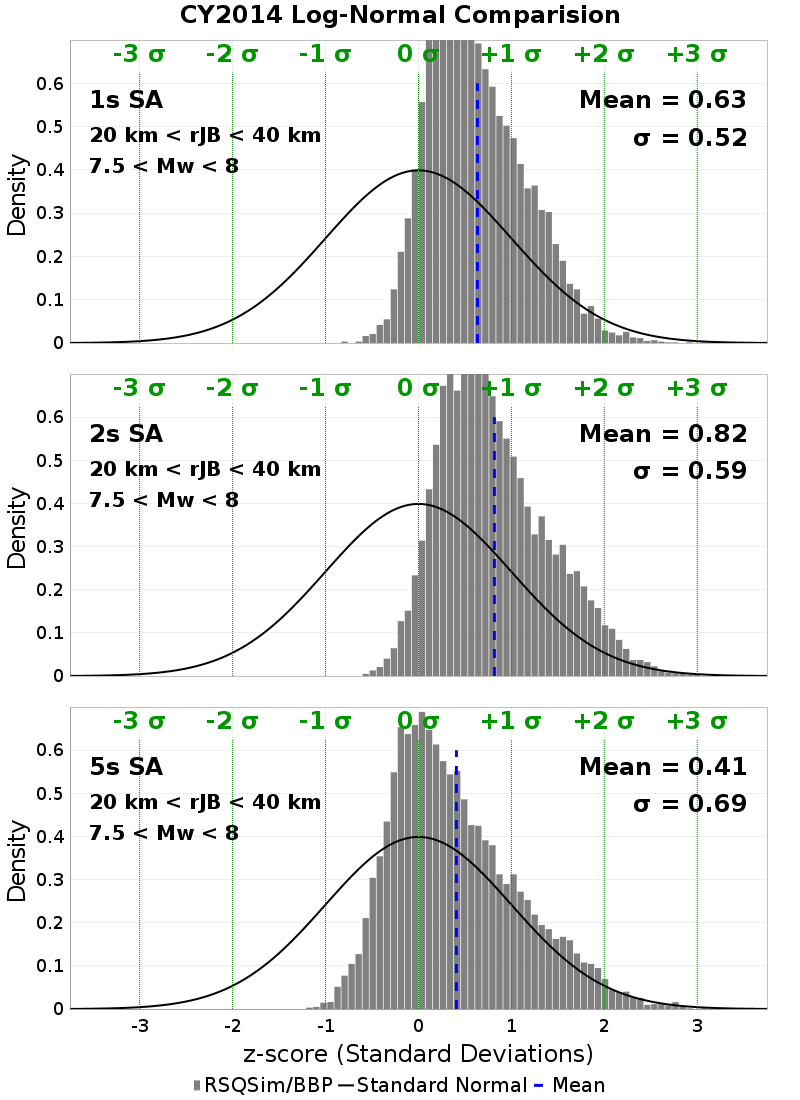 CY2014 Log-Normal Comparision
-3 σ -2 σ -1 σ 0 σ +1 σ +2 σ +3 σ
0.6
1s SA Mean = 0.63
0.5
20 km < rJB < 40 km σ = 0.52
7.5 < Mw < 8
0.4
Density
0.3
0.2
0.1
0
-3 σ -2 σ -1 σ 0 σ +1 σ +2 σ +3 σ
0.6
2s SA Mean = 0.82
0.5
20 km < rJB < 40 km σ = 0.59
7.5 < Mw < 8
0.4
Density
0.3
0.2
0.1
0
-3 σ -2 σ -1 σ 0 σ +1 σ +2 σ +3 σ
0.6
5s SA Mean = 0.41
0.5
20 km < rJB < 40 km σ = 0.69
7.5 < Mw < 8
0.4
Density
0.3
0.2
0.1
0
-3 -2 -1 0 1 2 3
z-score (Standard Deviations)
RSQSim/BBP Standard Normal Mean